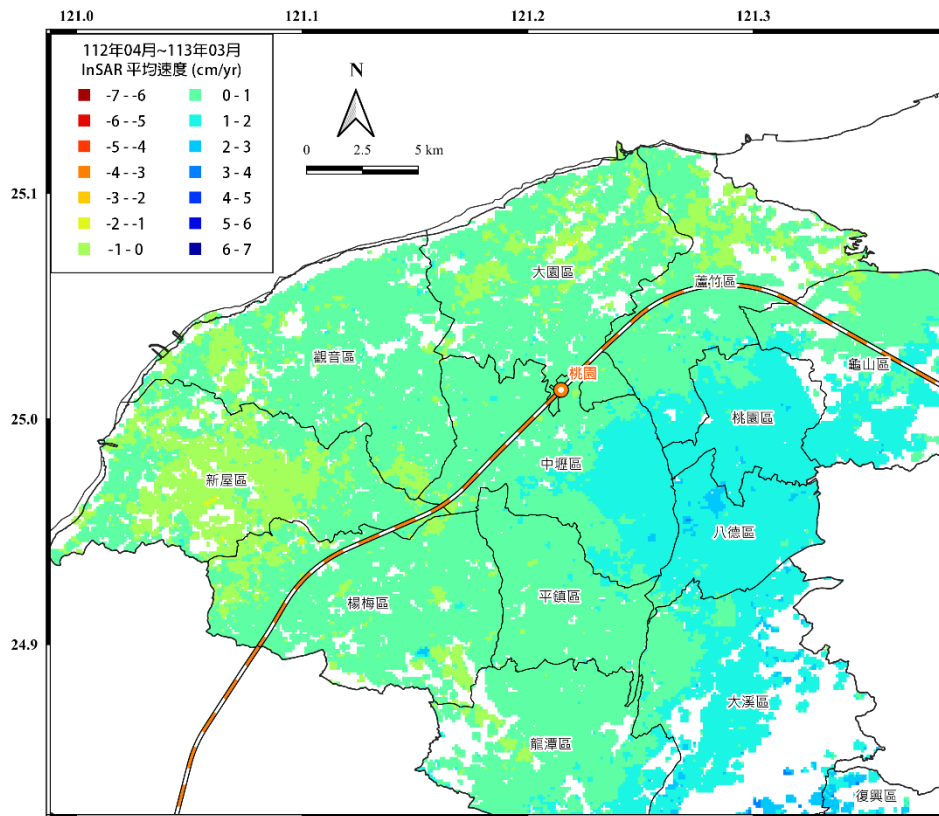 121.0 121.1 121.2 121.3
112年04月~113年03月
InSAR 平均速度 (cm/yr)
-7 - -6 0 - 1
-6 - -5 1 - 2
-5 - -4 2 - 3
-4 - -3 3 - 4
-3 - -2 4 - 5
-2 - -1 5 - 6
-1 - 0 6 - 7
N
0 2.5 5 km
25.1
大園區
蘆竹區
觀音區
龜山區
桃園
25.0
桃園區
中壢區
新屋區
八德區
楊梅區
平鎮區
24.9
大溪區
龍潭區
復興區